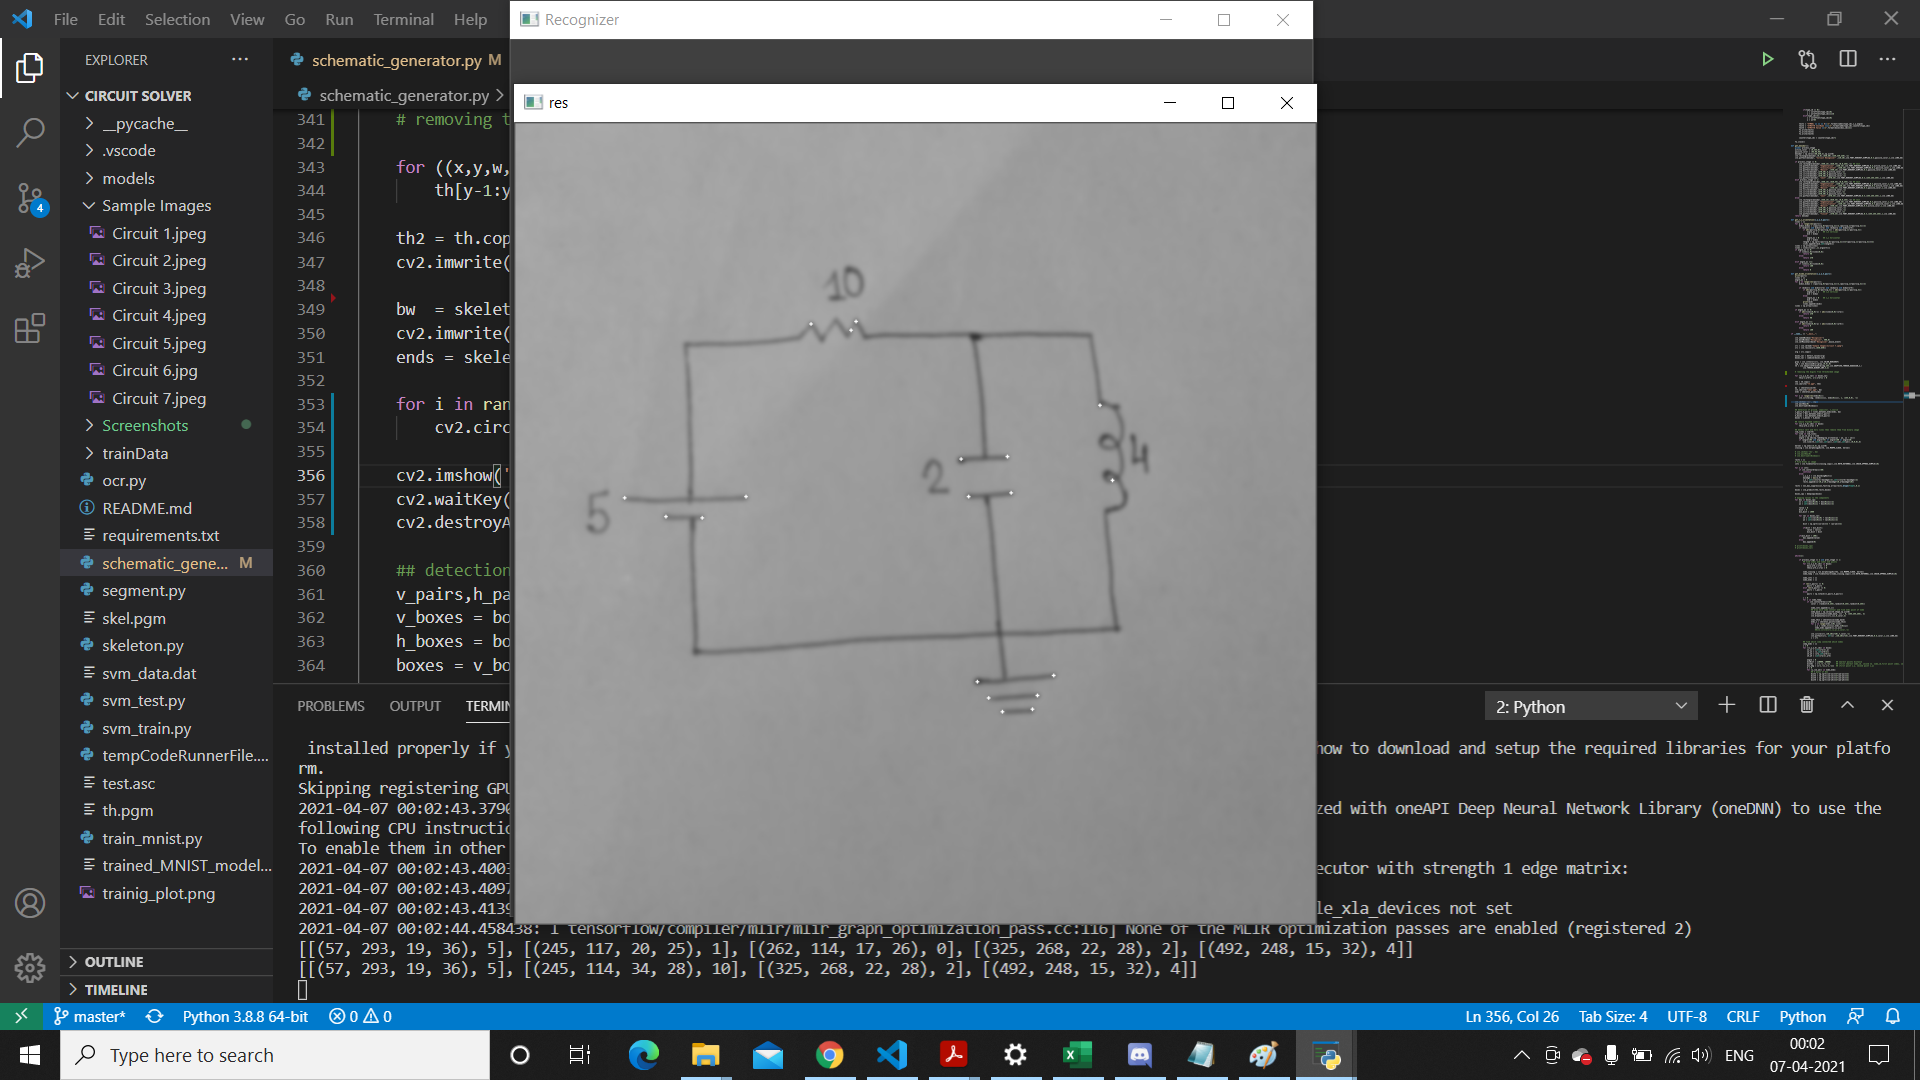 File Edit Selection View Go Run Terminal Help
Recognizer
res
EXPLORER
CIRCUIT SOLVER
__pycache__
.vscode
models
Sample Images
Circuit 1.jpeg
Circuit 2.jpeg
Circuit 3.jpeg
Circuit 4.jpeg
Circuit 5.jpeg
Circuit 6.jpg
Circuit 7.jpeg
Screenshots
trainData
ocr.py
README.md
requirements.txt
schematic_gene... M
segment.py
skel.pgm
skeleton.py
svm_data.dat
svm_test.py
svm_train.py
tempCodeRunnerFile....
test.asc
th.pgm
train_mnist.py
trained_MNIST_model...
trainig_plot.png
OUTLINE
TIMELINE
4
schematic_generator.py M
schematic_generator.py >
341 # removing t
342
343 for ((x,y,w,
344 th[y-1:y
345
346 th2 = th.cop
347 cv2.imwrite(
348
349 bw = skelet
350 cv2.imwrite(
351 ends = skele
352
353 for i in ran
354 cv2.circ
355
356 cv2.imshow('
357 cv2.waitKey(
358 cv2.destroyA
359
360 ## detection
361 v_pairs,h_pa
362 v_boxes = bo
363 h_boxes = bo
364 boxes = v_bo
10
5
2
4
PROBLEMS OUTPUT TERMIN
2: Python
installed properly if y how to download and setup the required libraries for your platfo
rm.
Skipping registering GPU
2021-04-07 00:02:43.3790 zed with oneAPI Deep Neural Network Library (oneDNN) to use the
following CPU instructio
To enable them in other
2021-04-07 00:02:43.4003 ecutor with strength 1 edge matrix:
2021-04-07 00:02:43.4097
2021-04-07 00:02:43.4139 le_xla_devices not set
2021-04-07 00:02:44.458438: I tensorflow/compiler/mlir/mlir_graph_optimization_pass.cc:116] None of the MLIR optimization passes are enabled (registered 2)
[[(57, 293, 19, 36), 5], [(245, 117, 20, 25), 1], [(262, 114, 17, 26), 0], [(325, 268, 22, 28), 2], [(492, 248, 15, 32), 4]]
[[(57, 293, 19, 36), 5], [(245, 114, 34, 28), 10], [(325, 268, 22, 28), 2], [(492, 248, 15, 32), 4]]
master* Python 3.8.8 64-bit 0 0 Ln 356, Col 26 Tab Size: 4 UTF-8 CRLF Python
Type here to search
ENG
00:02
07-04-2021